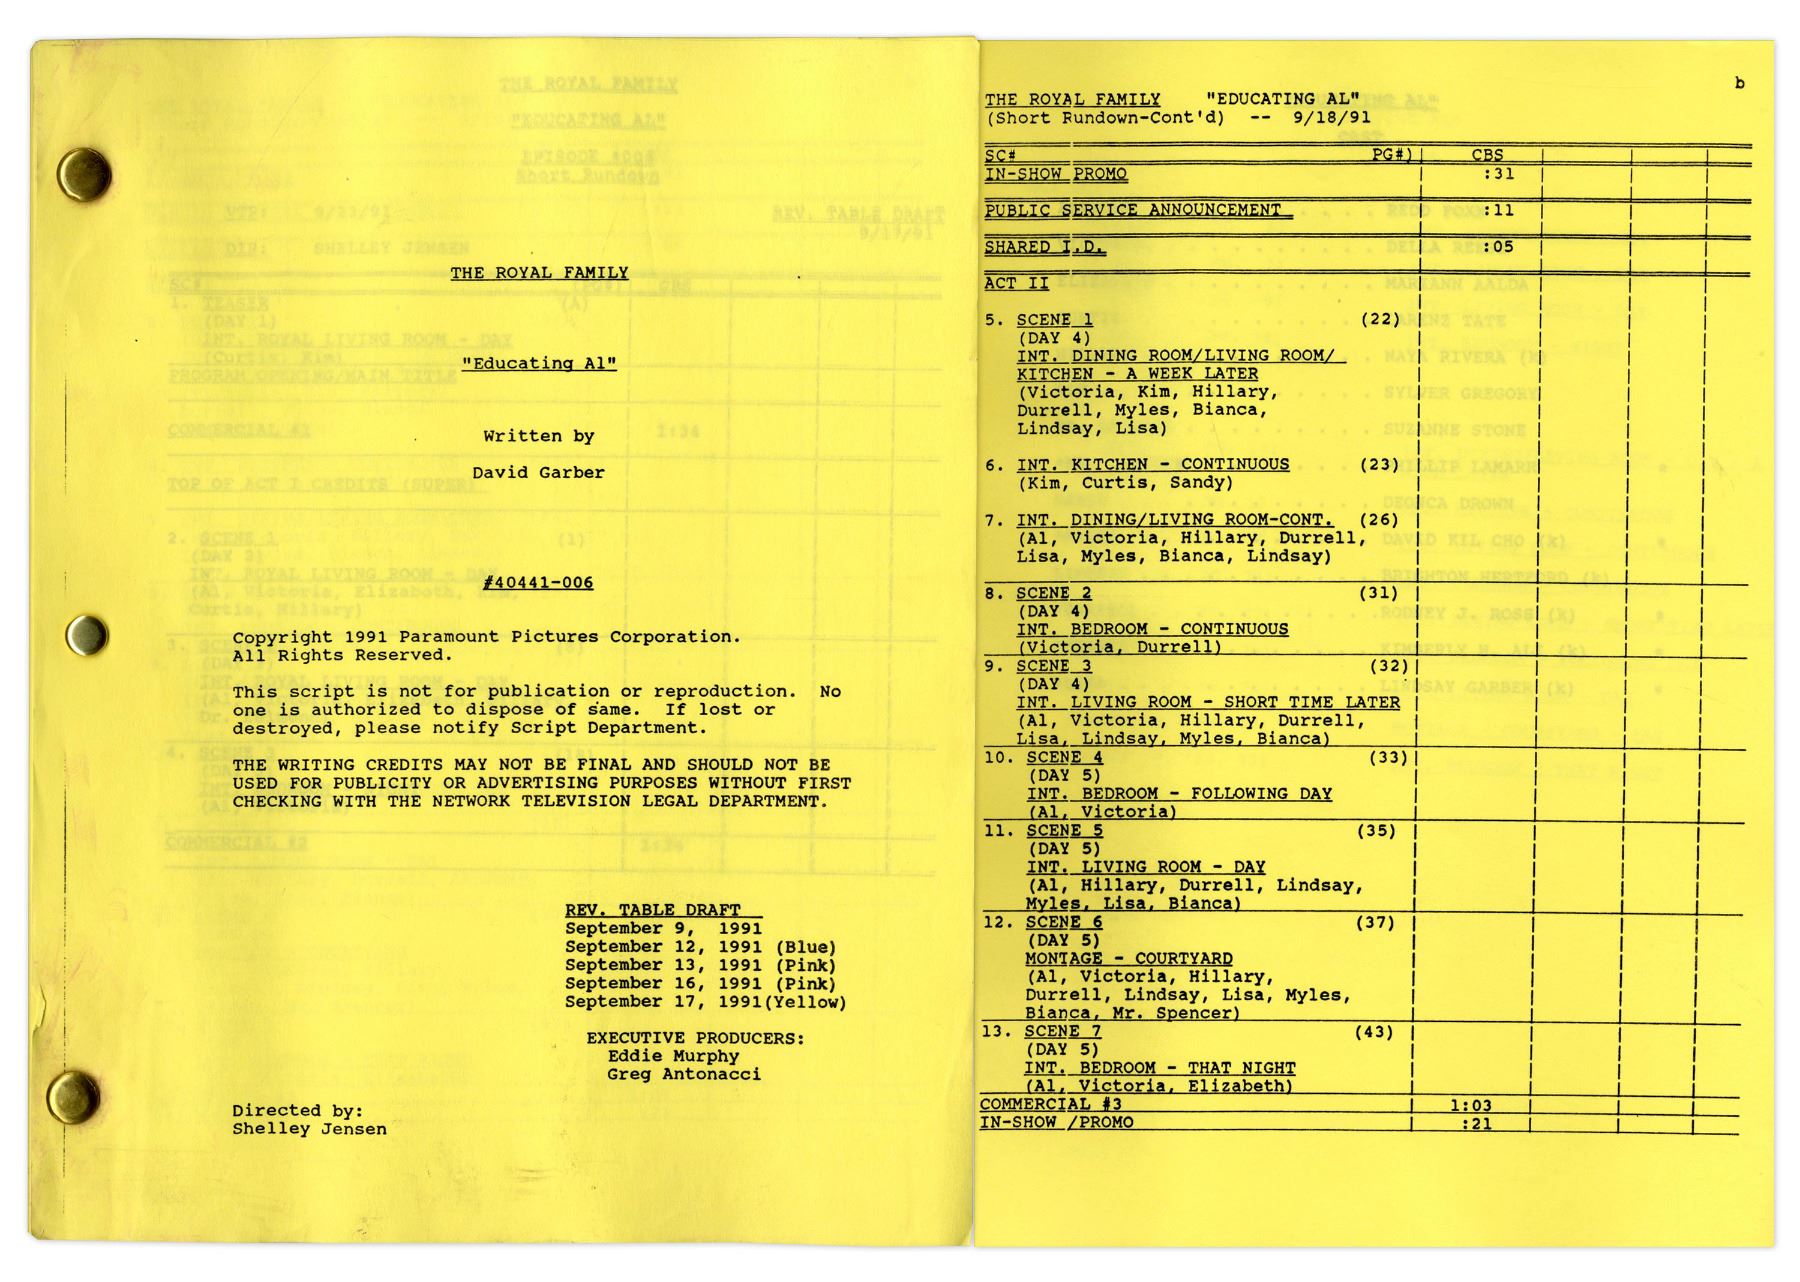 THE ROYAL FAMILY
"Educating Al"
Written by
David Garber
#40441-006
Copyright 1991 Paramount Pictures Corporation.
All Rights Reserved.
This script is not for publication or reproduction. No
one is authorized to dispose of same. If lost or
destroyed, please notify Script Department.
THE WRITING CREDITS MAY NOT BE FINAL AND SHOULD NOT BE
USED FOR PUBLICITY OR ADVERTISING PURPOSES WITHOUT FIRST
CHECKING WITH THE NETWORK TELEVISION LEGAL DEPARTMENT.
REV. TABLE DRAFT
September 9, 1991
September 12, 1991 (Blue)
September 13, 1991 (Pink)
September 16, 1991 (Pink)
September 17, 1991(Yellow)
EXECUTIVE PRODUCERS:
Eddie Murphy
Greg Antonacci
Directed by:
Shelley Jensen
b
THE ROYAL FAMILY "EDUCATING AL"
(Short Rundown-Cont'd) -- 9/18/91
SC# PG#) CBS
IN-SHOW PROMO :31
PUBLIC SERVICE ANNOUNCEMENT :11
SHARED I.D. :05
ACT II
5. SCENE 1 (22)
(DAY 4)
INT. DINING ROOM/LIVING ROOM/
KITCHEN - A WEEK LATER
(Victoria, Kim, Hillary,
Durrell, Myles, Bianca,
Lindsay, Lisa)
6. INT. KITCHEN - CONTINUOUS (23)
(Kim, Curtis, Sandy)
7. INT. DINING/LIVING ROOM-CONT. (26)
(Al, Victoria, Hillary, Durrell,
Lisa, Myles, Bianca, Lindsay)
8. SCENE 2 (31)
(DAY 4)
INT. BEDROOM - CONTINUOUS
(Victoria, Durrell)
9. SCENE 3 (32)
(DAY 4)
INT. LIVING ROOM - SHORT TIME LATER
(Al, Victoria, Hillary, Durrell,
Lisa, Lindsay, Myles, Bianca)
10. SCENE 4 (33)
(DAY 5)
INT. BEDROOM - FOLLOWING DAY
(Al, Victoria)
11. SCENE 5 (35)
(DAY 5)
INT. LIVING ROOM - DAY
(Al, Hillary, Durrell, Lindsay,
Myles, Lisa, Bianca)
12. SCENE 6 (37)
(DAY 5)
MONTAGE - COURTYARD
(Al, Victoria, Hillary,
Durrell, Lindsay, Lisa, Myles,
Bianca, Mr. Spencer)
13. SCENE 7 (43)
(DAY 5)
INT. BEDROOM - THAT NIGHT
(Al, Victoria, Elizabeth)
COMMERCIAL #3 1:03
IN-SHOW /PROMO :21